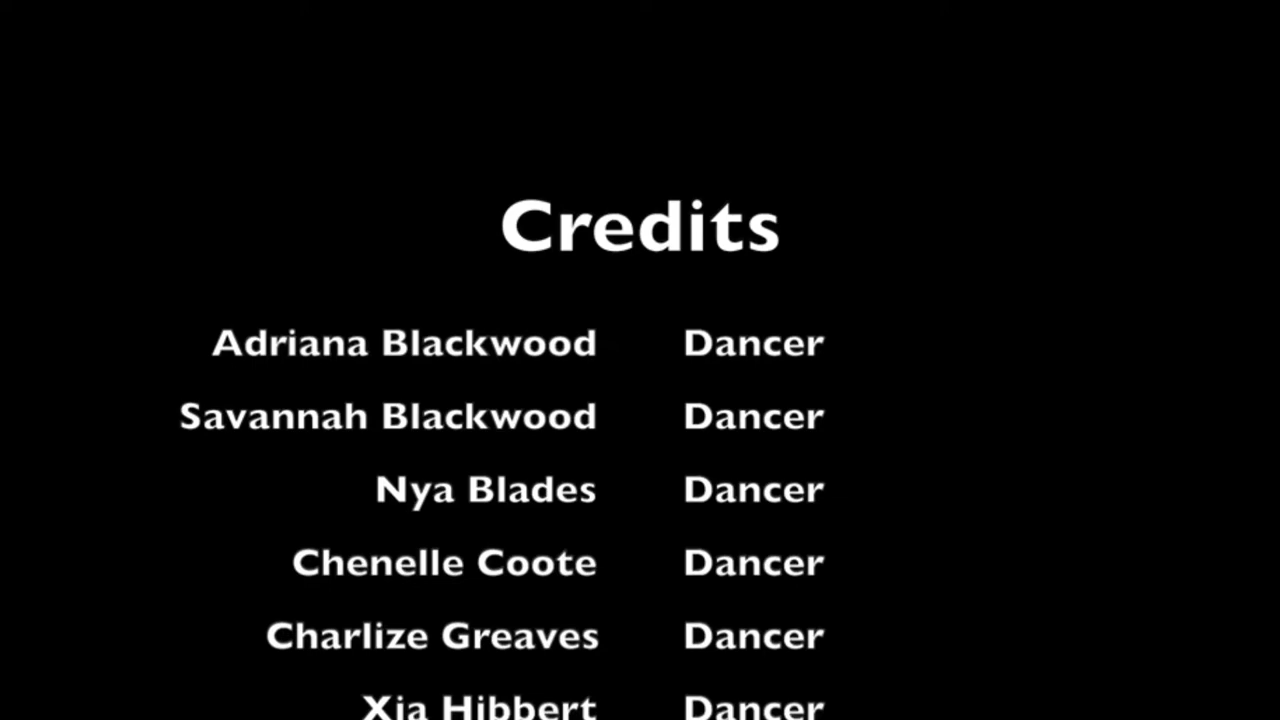 Credits
Adriana Blackwood Dancer
Savannah Blackwood Dancer
Nya Blades Dancer
Chenelle Coote Dancer
Charlize Greaves Dancer
Xia Hibbert Dancer